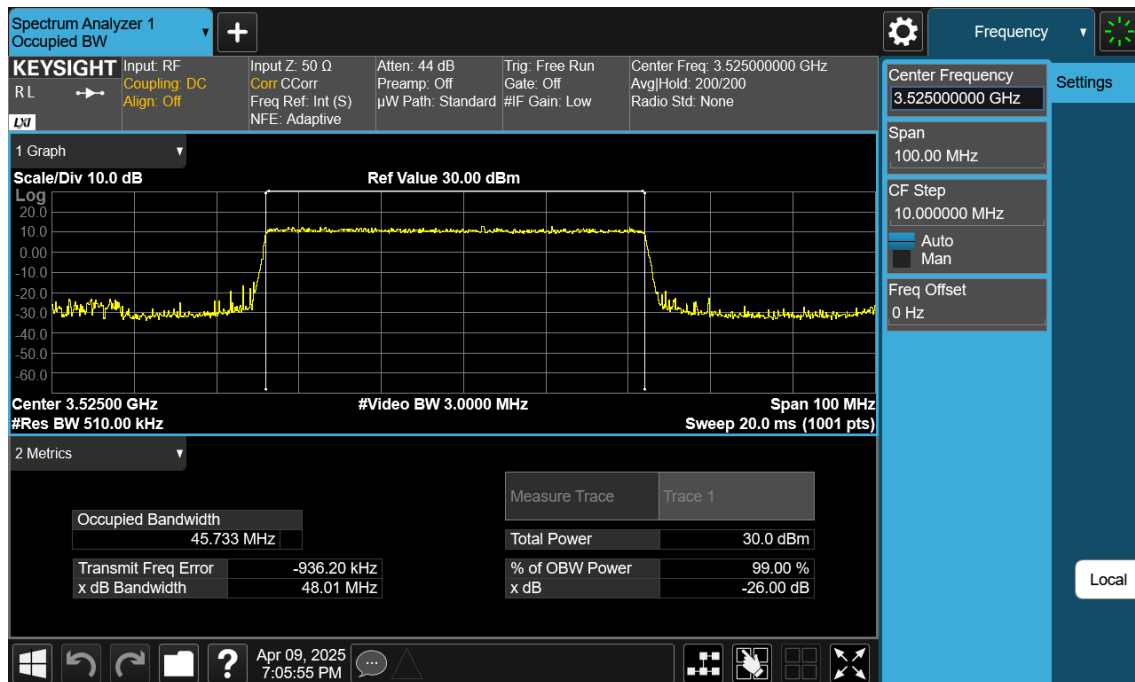 Spectrum Analyzer 1
Occupied BW
Frequency
KEYSIGHT
R L
LXI
Input: RF
Coupling: DC
Align: Off
Input Z: 50 Ω
Corr CCorr
Freq Ref: Int (S)
NFE: Adaptive
Atten: 44 dB
Preamp: Off
µW Path: Standard
Trig: Free Run
Gate: Off
#IF Gain: Low
Center Freq: 3.525000000 GHz
Avg|Hold: 200/200
Radio Std: None
Center Frequency
3.525000000 GHz
Settings
Span
100.00 MHz
CF Step
10.000000 MHz
Auto
Man
Freq Offset
0 Hz
Local
1 Graph
Scale/Div 10.0 dB
Ref Value 30.00 dBm
Log
20.0
10.0
0.00
-10.0
-20.0
-30.0
-40.0
-50.0
-60.0
Center 3.52500 GHz
#Video BW 3.0000 MHz
Span 100 MHz
#Res BW 510.00 kHz
Sweep 20.0 ms (1001 pts)
2 Metrics
Measure Trace Trace 1
Occupied Bandwidth
45.733 MHz
Total Power 30.0 dBm
Transmit Freq Error -936.20 kHz
% of OBW Power 99.00 %
x dB Bandwidth 48.01 MHz
x dB -26.00 dB
?
Apr 09, 2025
7:05:55 PM